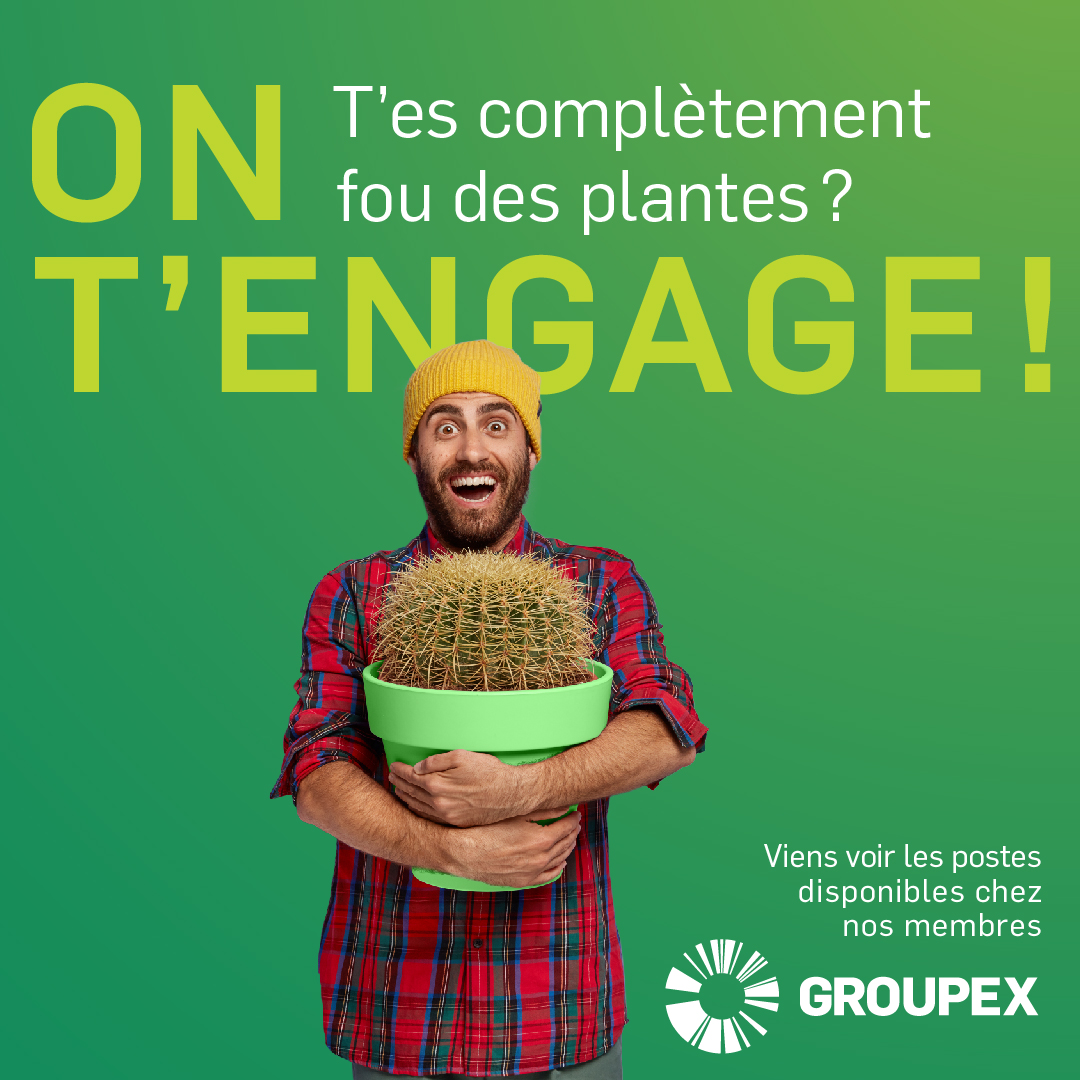 ON
T'es complètement
fou des plantes ?
T'ENGAGE !
Viens voir les postes
disponibles chez
nos membres
GROUPEX